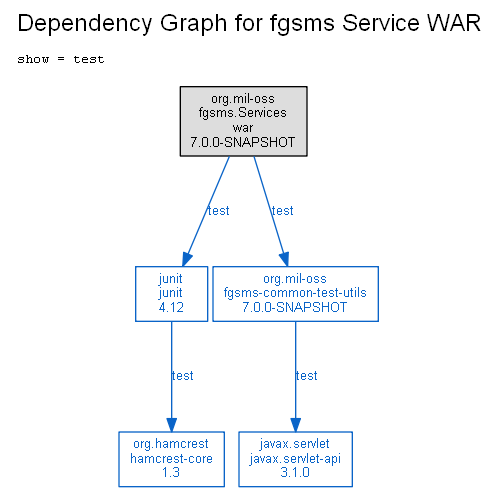 Dependency Graph for fgsms Service WAR
show = test
org.mil-oss
fgsms.Services
war
7.0.0-SNAPSHOT
test
test
junit
junit
4.12
org.mil-oss
fgsms-common-test-utils
7.0.0-SNAPSHOT
test
test
org.hamcrest
hamcrest-core
1.3
javax.servlet
javax.servlet-api
3.1.0